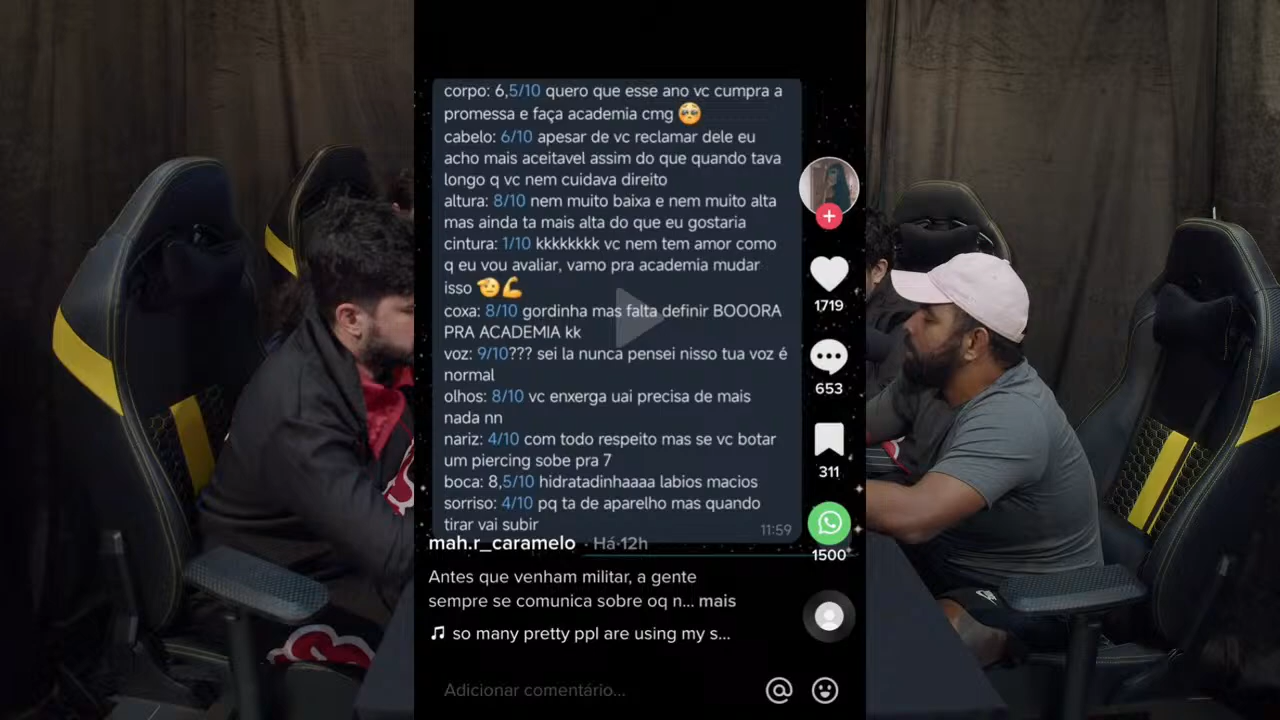 corpo: 6,5/10 quero que esse ano vc cumpra a
promessa e faça academia cmg 🥺
cabelo: 6/10 apesar de vc reclamar dele eu
acho mais aceitavel assim do que quando tava
longo q vc nem cuidava direito
altura: 8/10 nem muito baixa e nem muito alta
mas ainda ta mais alta do que eu gostaria
cintura: 1/10 kkkkkkkk vc nem tem amor como
q eu vou avaliar, vamo pra academia mudar
isso 🫡💪
coxa: 8/10 gordinha mas falta definir BOOORA
PRA ACADEMIA kk
voz: 9/10??? sei la nunca pensei nisso tua voz é
normal
olhos: 8/10 vc enxerga uai precisa de mais
nada nn
nariz: 4/10 com todo respeito mas se vc botar
um piercing sobe pra 7
boca: 8,5/10 hidratadinhaaaa labios macios
sorriso: 4/10 pq ta de aparelho mas quando
tirar vai subir
11:59
1719
653
311
1500
mah.r_caramelo · Há·12h
Antes que venham militar, a gente
sempre se comunica sobre oq n... mais
so many pretty ppl are using my s...
Adicionar comentário...